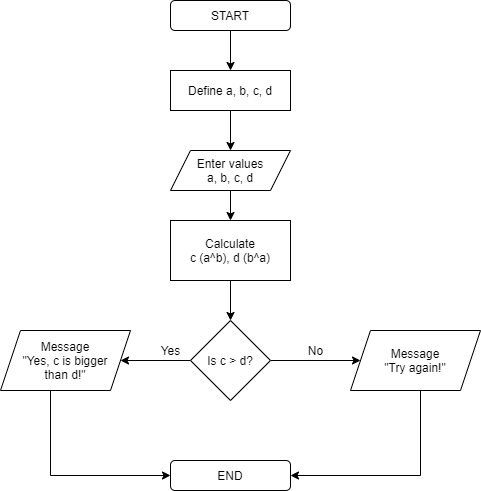 START
Define a, b, c, d
Enter values
a, b, c, d
Calculate
c (a^b), d (b^a)
Is c > d?
Yes
No
Message
"Yes, c is bigger
than d!"
Message
"Try again!"
END